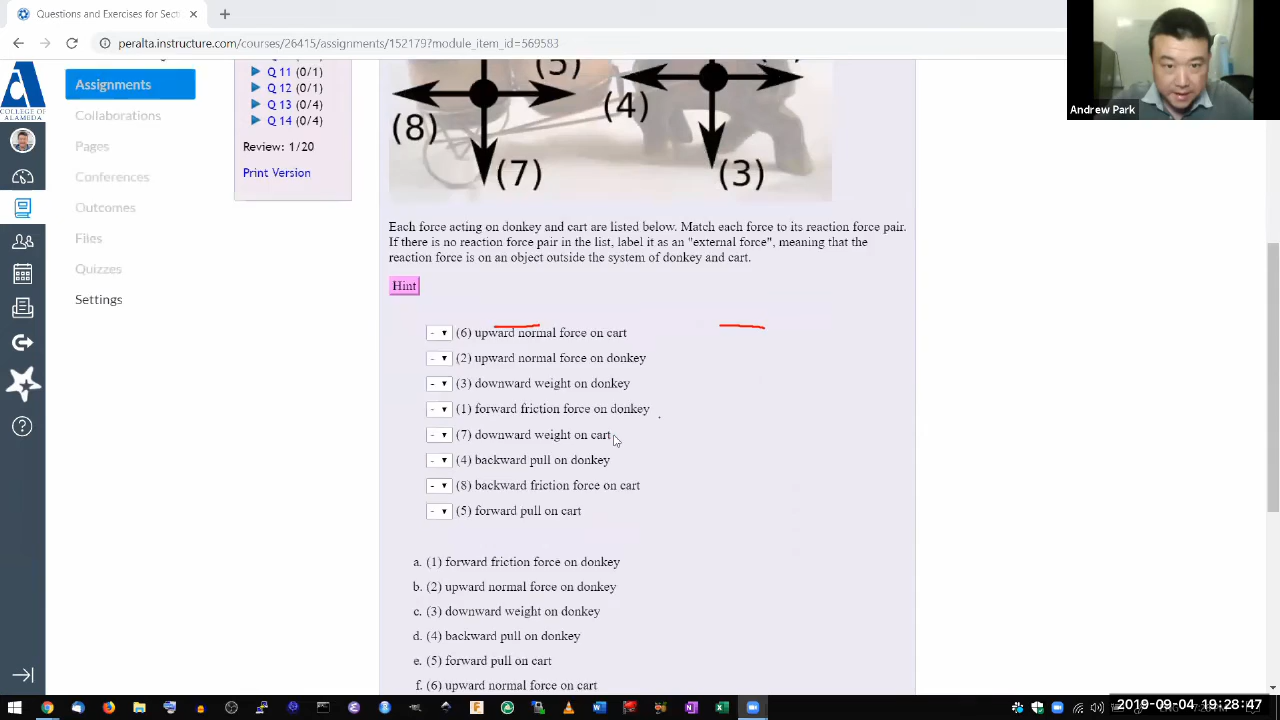 Questions and Exercises for Sect
peralta.instructure.com/courses/26415/assignments/152179?module_item_id=569583
Andrew Park
COLLEGE OF
ALAMEDA
Assignments
Collaborations
Pages
Conferences
Outcomes
Files
Quizzes
Settings
Q 11 (0/1)
Q 12 (0/1)
Q 13 (0/4)
Q 14 (0/4)
Review: 1/20
Print Version
(5)
(4)
(8)
(7)
(3)
Each force acting on donkey and cart are listed below. Match each force to its reaction force pair.
If there is no reaction force pair in the list, label it as an "external force", meaning that the
reaction force is on an object outside the system of donkey and cart.
Hint
- (6) upward normal force on cart
- (2) upward normal force on donkey
- (3) downward weight on donkey
- (1) forward friction force on donkey
- (7) downward weight on cart
- (4) backward pull on donkey
- (8) backward friction force on cart
- (5) forward pull on cart
a. (1) forward friction force on donkey
b. (2) upward normal force on donkey
c. (3) downward weight on donkey
d. (4) backward pull on donkey
e. (5) forward pull on cart
f. (6) upward normal force on cart
2019-09-04 19:28:47